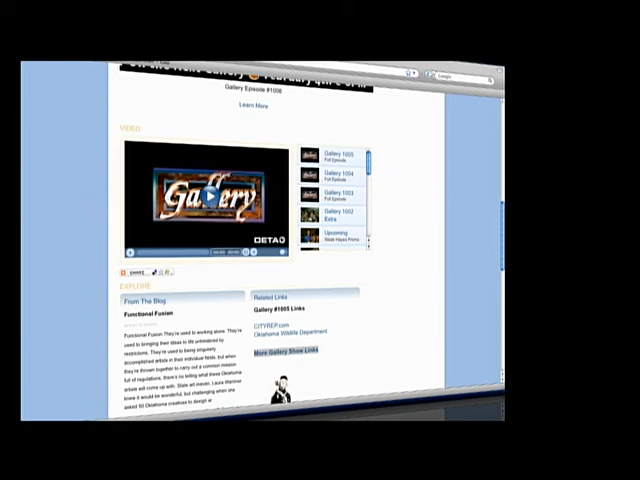 Google
Gallery Episode #1006
Learn More
VIDEO
Gallery
OETA
Gallery 1005
Full Episode
Gallery 1004
Full Episode
Gallery 1003
Full Episode
Gallery 1002
Extra
Upcoming
Wade Hayes Promo
SHARE
EXPLORE
From The Blog
Functional Fusion
Functional Fusion They're used to working alone. They're
used to bringing their ideas to life unhindered by
restrictions. They're used to being singularly
accomplished artists in their individual fields, but when
they're thrown together to carry out a common mission
full of regulations, there's no telling what these Oklahoma
artists will come up with. State art maven, Laura Warriner
knew it would be wonderful, but challenging when she
asked 50 Oklahoma creatives to design
Related Links
Gallery #1005 Links
CITYREP.com
Oklahoma Wildlife Department
More Gallery Show Links